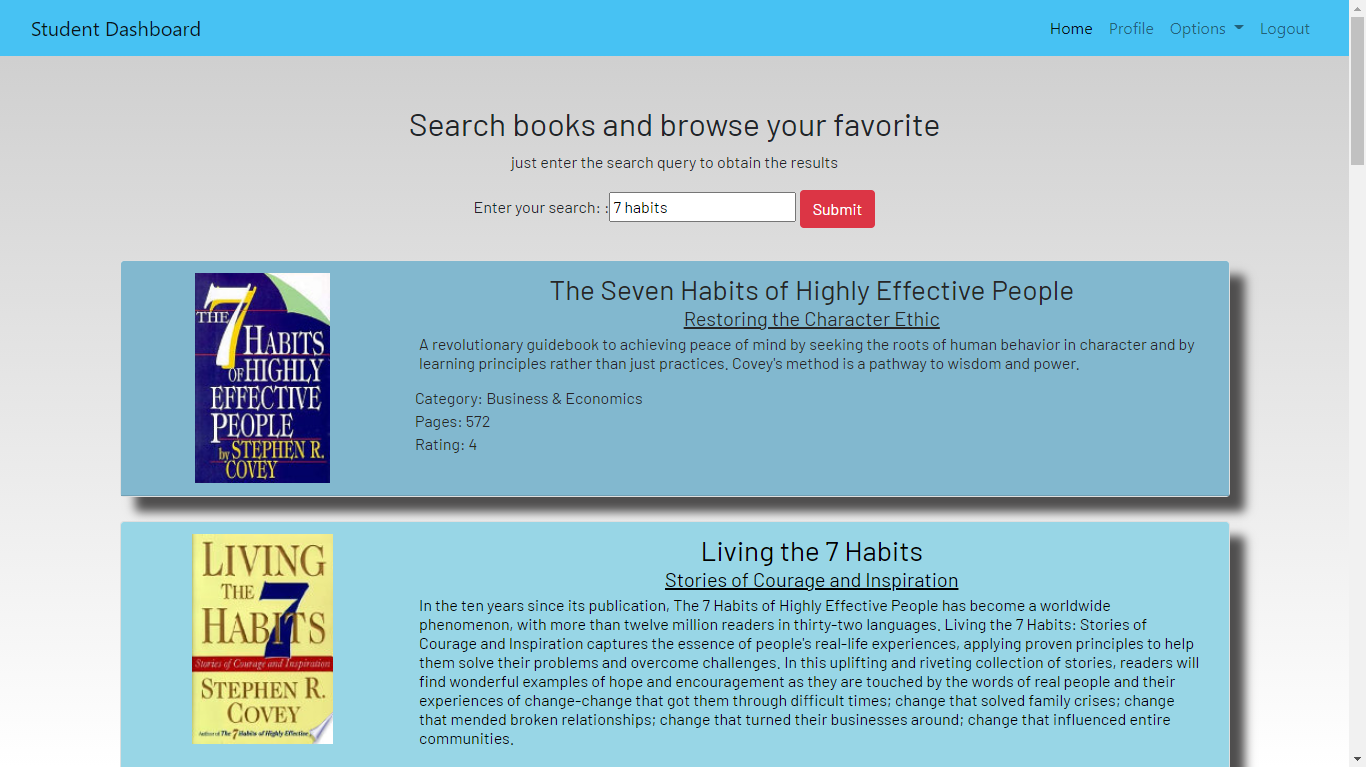 Student Dashboard
Home Profile Options Logout
Search books and browse your favorite
just enter the search query to obtain the results
Enter your search: :7 habits Submit
THE 7 HABITS
OF HIGHLY
EFFECTIVE
PEOPLE
by STEPHEN R.
COVEY
The Seven Habits of Highly Effective People
Restoring the Character Ethic
A revolutionary guidebook to achieving peace of mind by seeking the roots of human behavior in character and by
learning principles rather than just practices. Covey's method is a pathway to wisdom and power.
Category: Business & Economics
Pages: 572
Rating: 4
LIVING
THE 7
HABITS
Stories of Courage and Inspiration
STEPHEN R.
COVEY
Author of The 7 Habits of Highly Effective
Living the 7 Habits
Stories of Courage and Inspiration
In the ten years since its publication, The 7 Habits of Highly Effective People has become a worldwide
phenomenon, with more than twelve million readers in thirty-two languages. Living the 7 Habits: Stories of
Courage and Inspiration captures the essence of people's real-life experiences, applying proven principles to help
them solve their problems and overcome challenges. In this uplifting and riveting collection of stories, readers will
find wonderful examples of hope and encouragement as they are touched by the words of real people and their
experiences of change-change that got them through difficult times; change that solved family crises; change
that mended broken relationships; change that turned their businesses around; change that influenced entire
communities.